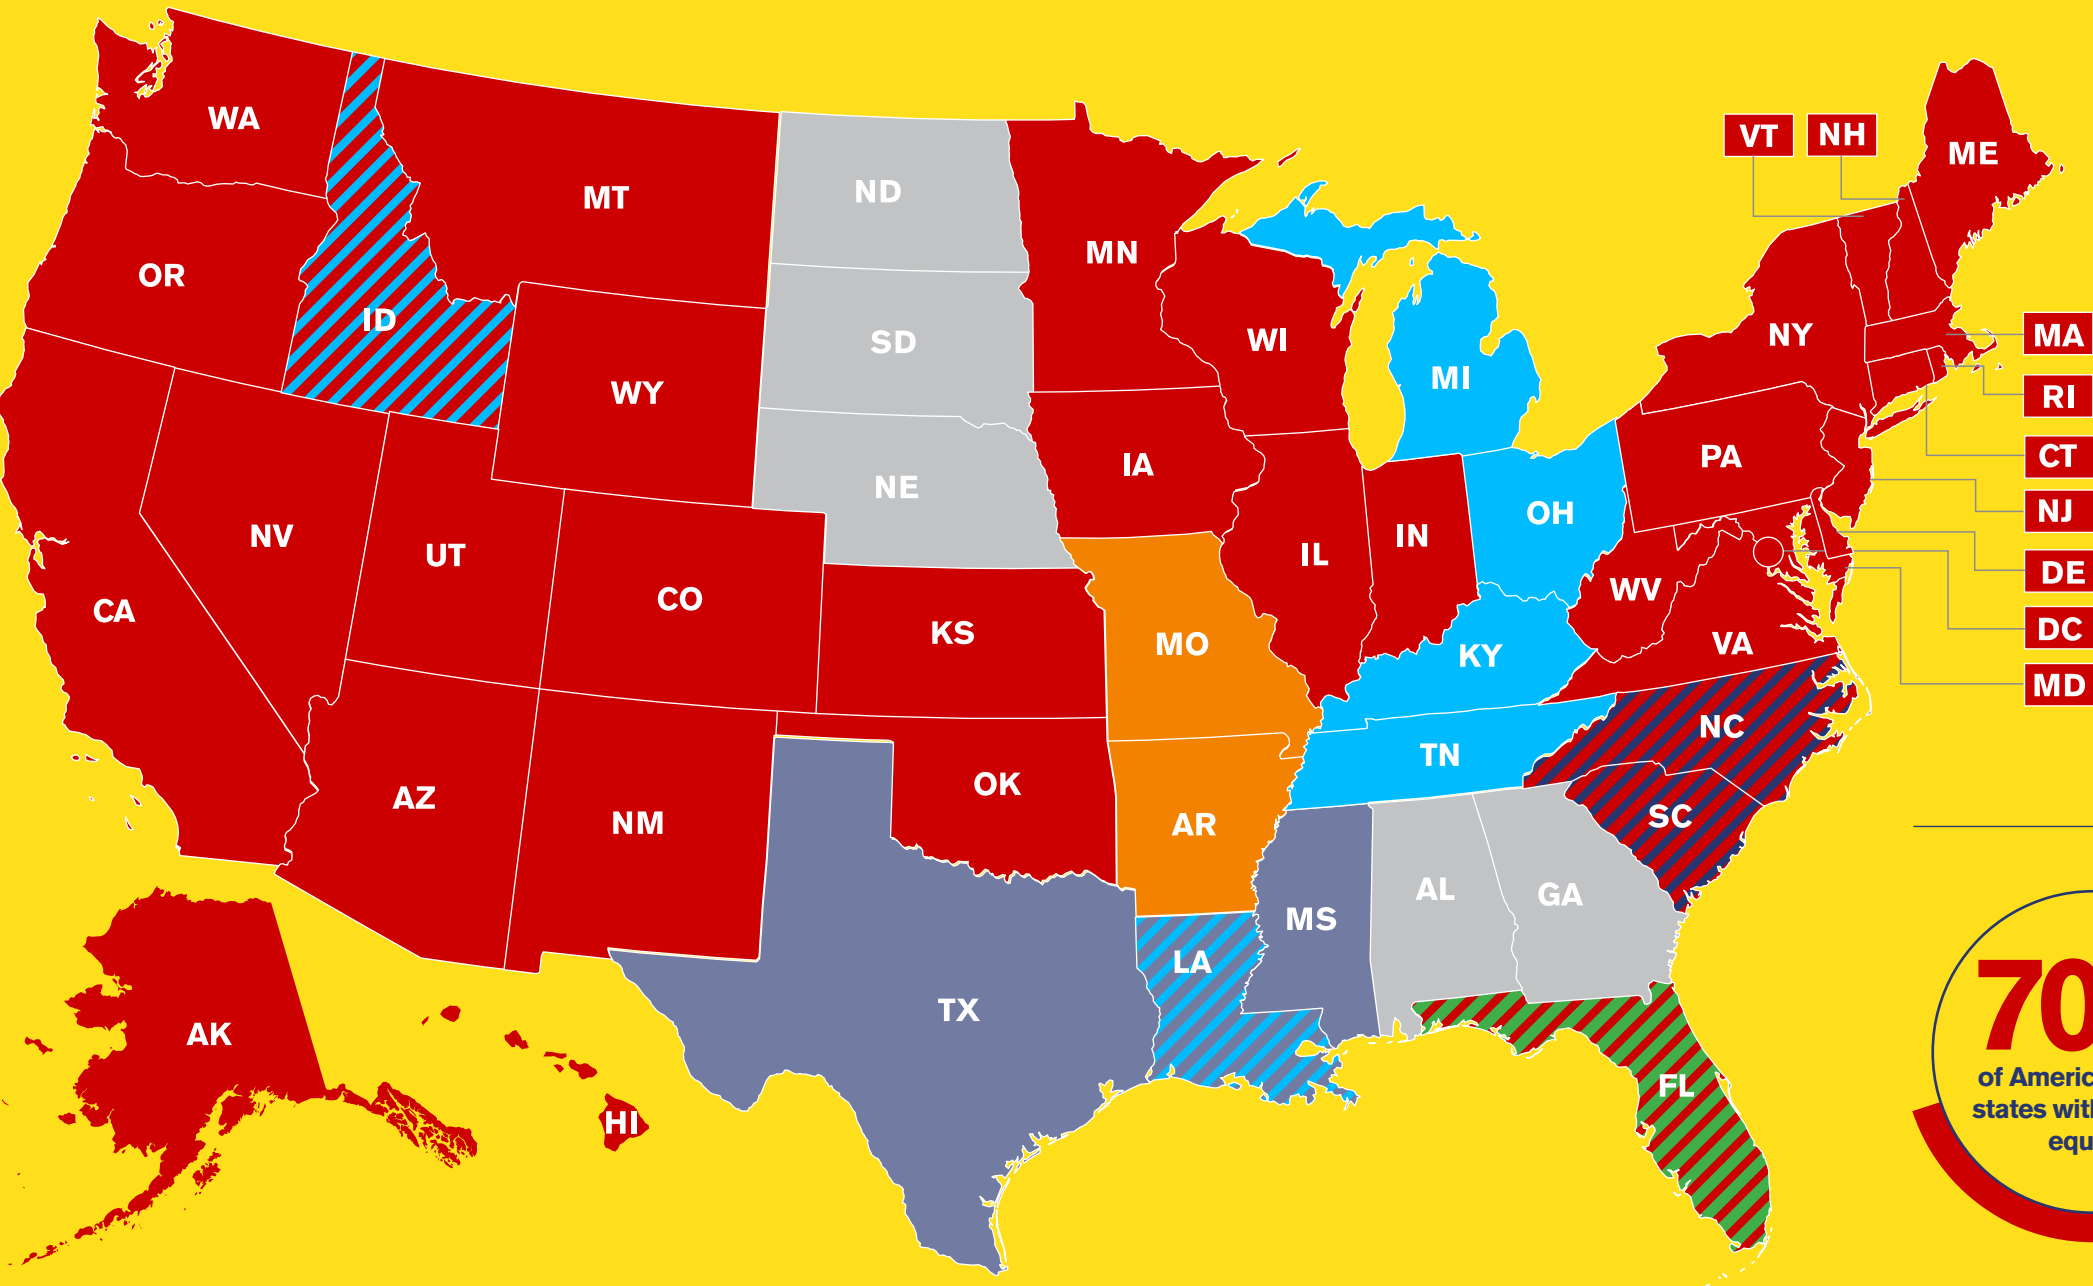 WA
MT
ND
MN
VT
NH
ME
OR
ID
SD
WI
MI
NY
MA
RI
WY
NE
IA
PA
CT
NJ
NV
UT
CO
KS
MO
IL
IN
OH
WV
VA
DE
DC
MD
CA
KY
NC
TN
AZ
NM
OK
AR
SC
MS
AL
GA
LA
TX
AK
HI
FL
70
of Americ
states with
equ